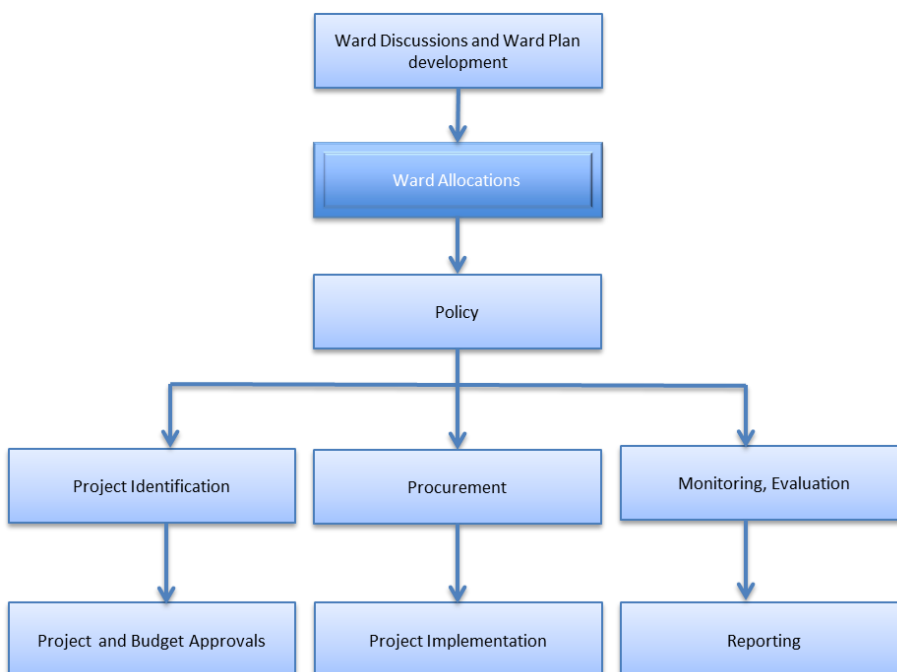 Ward Discussions and Ward Plan
development
Ward Allocations
Policy
Project Identification
Procurement
Monitoring, Evaluation
Project and Budget Approvals
Project Implementation
Reporting